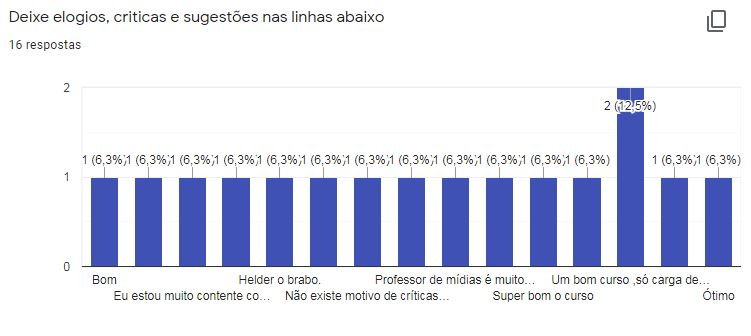 Deixe elogios, criticas e sugestões nas linhas abaixo
16 respostas
2
2 (12,5%)
1 (6,3%) 1 (6,3%) 1 (6,3%) 1 (6,3%) 1 (6,3%) 1 (6,3%) 1 (6,3%) 1 (6,3%) 1 (6,3%) 1 (6,3%) 1 (6,3%) 1 (6,3%) 1 (6,3%) 1 (6,3%)
1
0
Bom Helder o brabo. Professor de mídias é muito… Um bom curso ,só carga de…
Eu estou muito contente co… Não existe motivo de críticas… Super bom o curso Ótimo